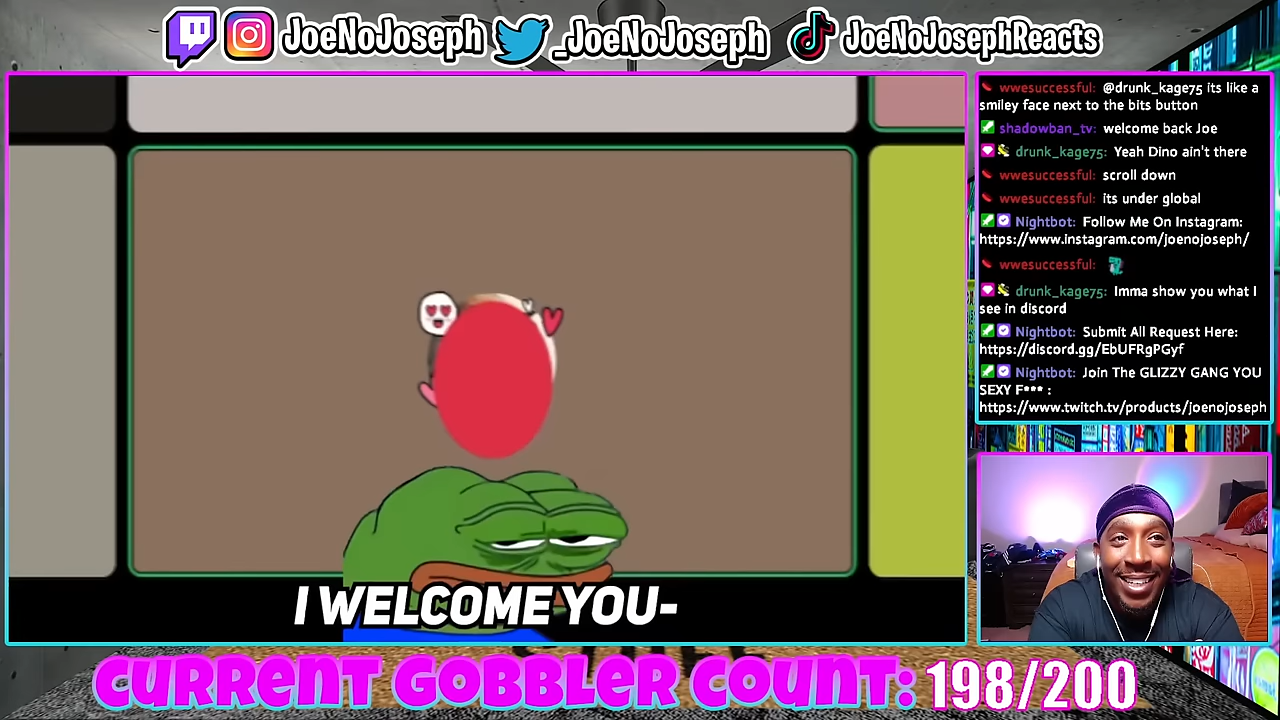 JoeNoJoseph _JoeNoJoseph JoeNoJosephReacts
wwesuccessful: @drunk_kage75 its like a
smiley face next to the bits button
shadowban_tv: welcome back Joe
drunk_kage75: Yeah Dino ain't there
wwesuccessful: scroll down
wwesuccessful: its under global
Nightbot: Follow Me On Instagram:
https://www.instagram.com/joenojoseph/
wwesuccessful:
drunk_kage75: Imma show you what I
see in discord
Nightbot: Submit All Request Here:
https://discord.gg/EbUFRgPGyf
Nightbot: Join The GLIZZY GANG YOU
SEXY F*** :
https://www.twitch.tv/products/joenojoseph
I WELCOME YOU-
CURRENT GOBBLER COUNT: 198/200